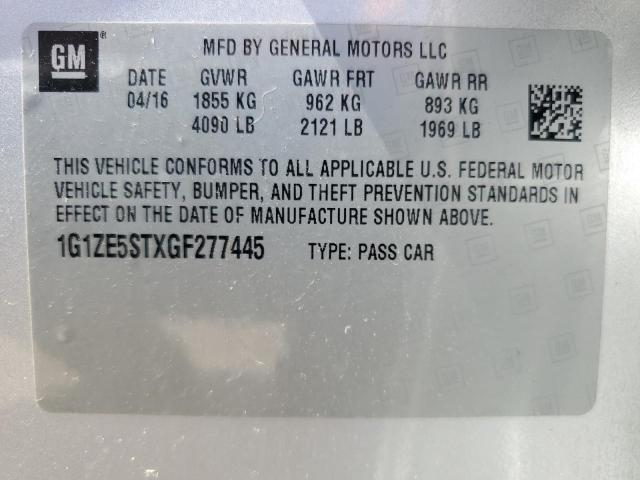 GM ®
MFD BY GENERAL MOTORS LLC
DATE GVWR GAWR FRT GAWR RR
04/16 1855 KG 962 KG 893 KG
4090 LB 2121 LB 1969 LB
THIS VEHICLE CONFORMS TO ALL APPLICABLE U.S. FEDERAL MOTOR
VEHICLE SAFETY, BUMPER, AND THEFT PREVENTION STANDARDS IN
EFFECT ON THE DATE OF MANUFACTURE SHOWN ABOVE.
1G1ZE5STXGF277445 TYPE: PASS CAR